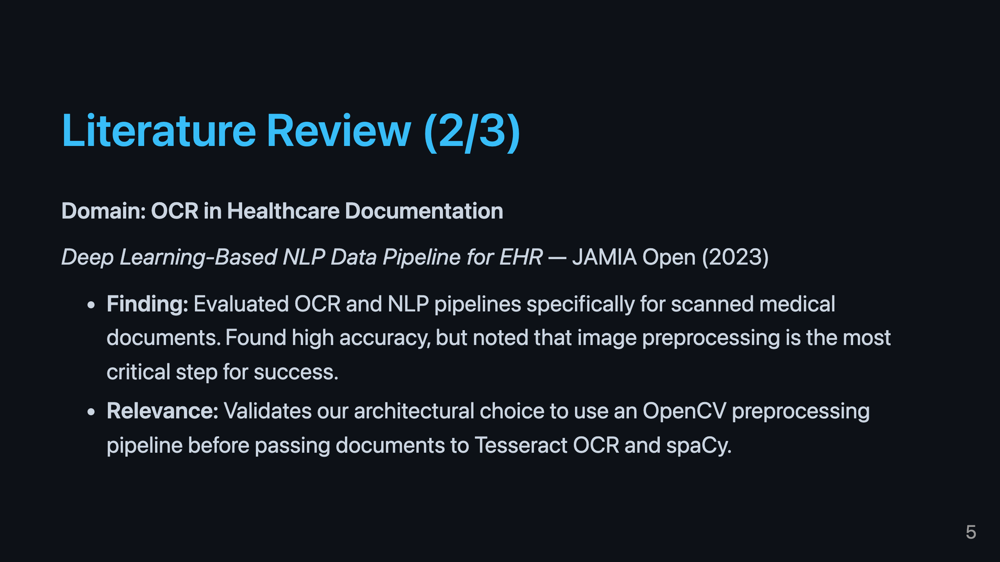 Literature Review (2/3)
Domain: OCR in Healthcare Documentation
Deep Learning-Based NLP Data Pipeline for EHR — JAMIA Open (2023)
• Finding: Evaluated OCR and NLP pipelines specifically for scanned medical
documents. Found high accuracy, but noted that image preprocessing is the most
critical step for success.
• Relevance: Validates our architectural choice to use an OpenCV preprocessing
pipeline before passing documents to Tesseract OCR and spaCy.
5